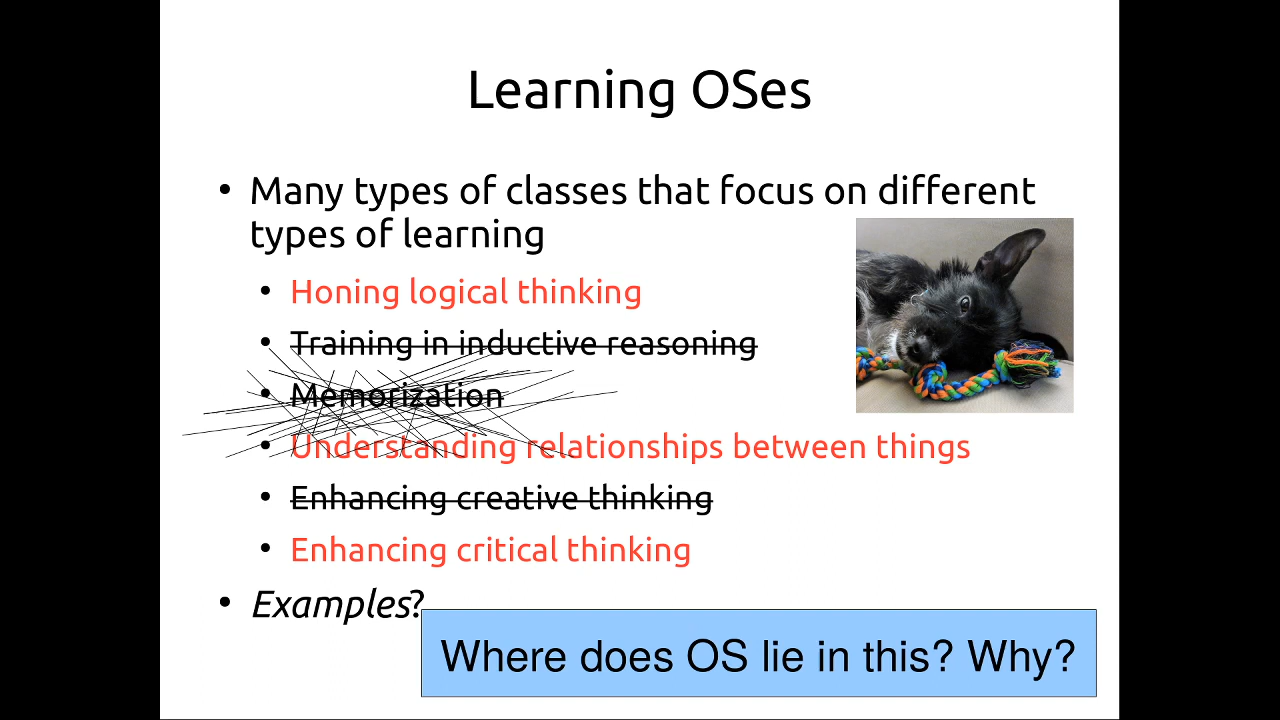 Learning OSes
• Many types of classes that focus on different
types of learning
• Honing logical thinking
• Training in inductive reasoning
• Memorization
• Understanding relationships between things
• Enhancing creative thinking
• Enhancing critical thinking
• Examples?
Where does OS lie in this? Why?